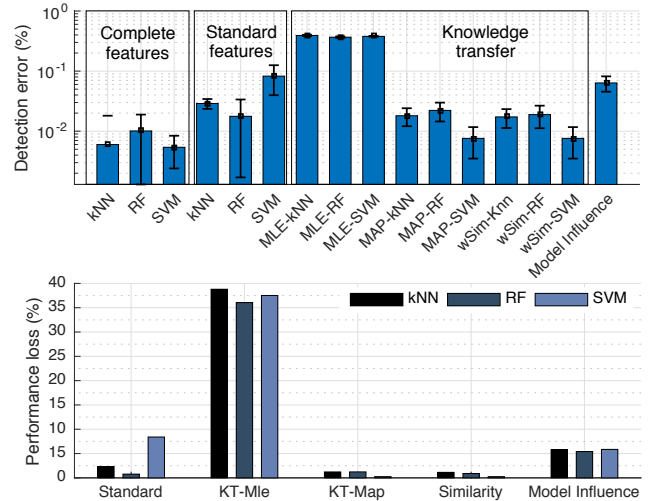 10^0
10^-1
10^-2
Detection error (%)
Complete
features
Standard
features
Knowledge
transfer
kNN
RF
SVM
kNN
RF
SVM
MLE-kNN
MLE-RF
MLE-SVM
MAP-kNN
MAP-RF
MAP-SVM
wSim-Knn
wSim-RF
wSim-SVM
Model Influence
40
35
30
25
20
15
0
Performance loss (%)
kNN RF SVM
Standard KT-Mle KT-Map Similarity Model Influence